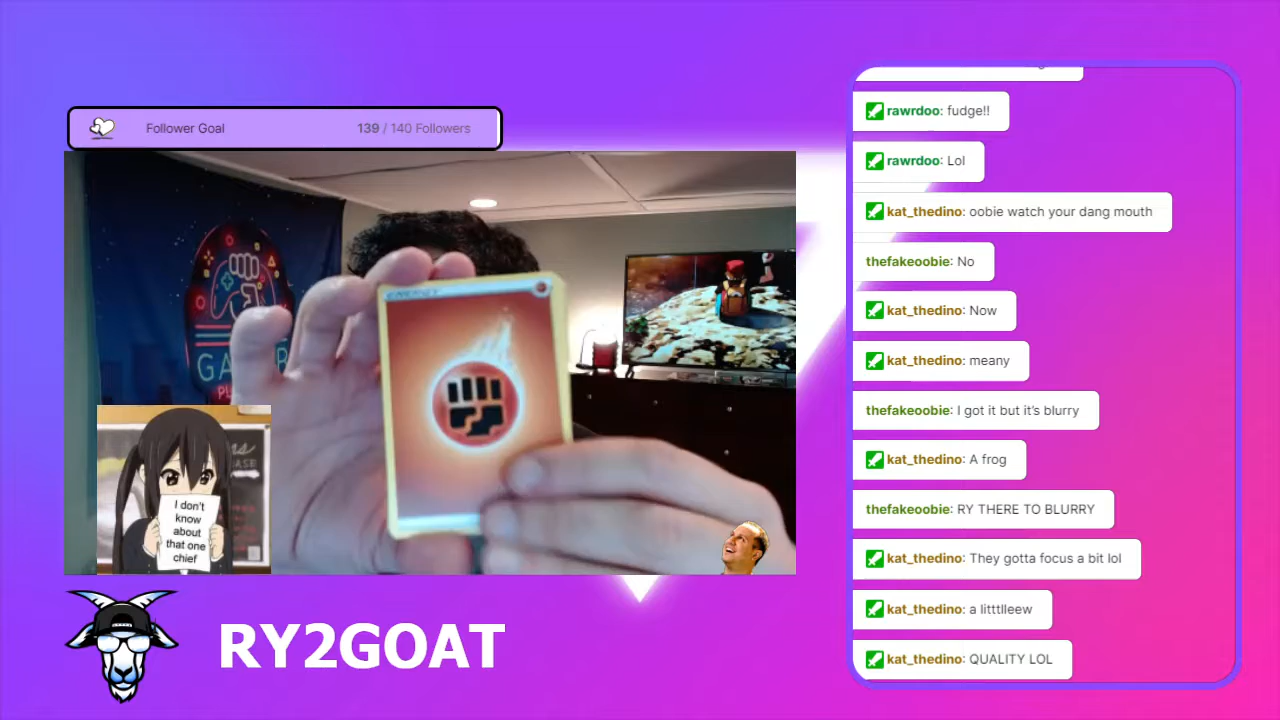 Follower Goal 139 / 140 Followers
rawrdoo: fudge!!
rawrdoo: Lol
kat_thedino: oobie watch your dang mouth
thefakeoobie: No
kat_thedino: Now
kat_thedino: meany
thefakeoobie: I got it but it's blurry
kat_thedino: A frog
thefakeoobie: RY THERE TO BLURRY
kat_thedino: They gotta focus a bit lol
kat_thedino: a litttlleew
kat_thedino: QUALITY LOL
ENERGY
I don't
know
about
that one
chief
RY2GOAT